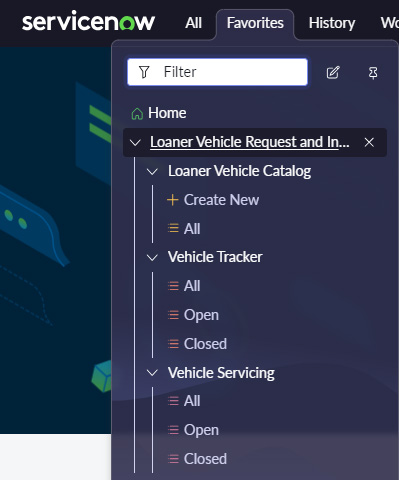 servicenow
All Favorites History Wo
Filter
Home
Loaner Vehicle Request and In...
Loaner Vehicle Catalog
Create New
All
Vehicle Tracker
All
Open
Closed
Vehicle Servicing
All
Open
Closed